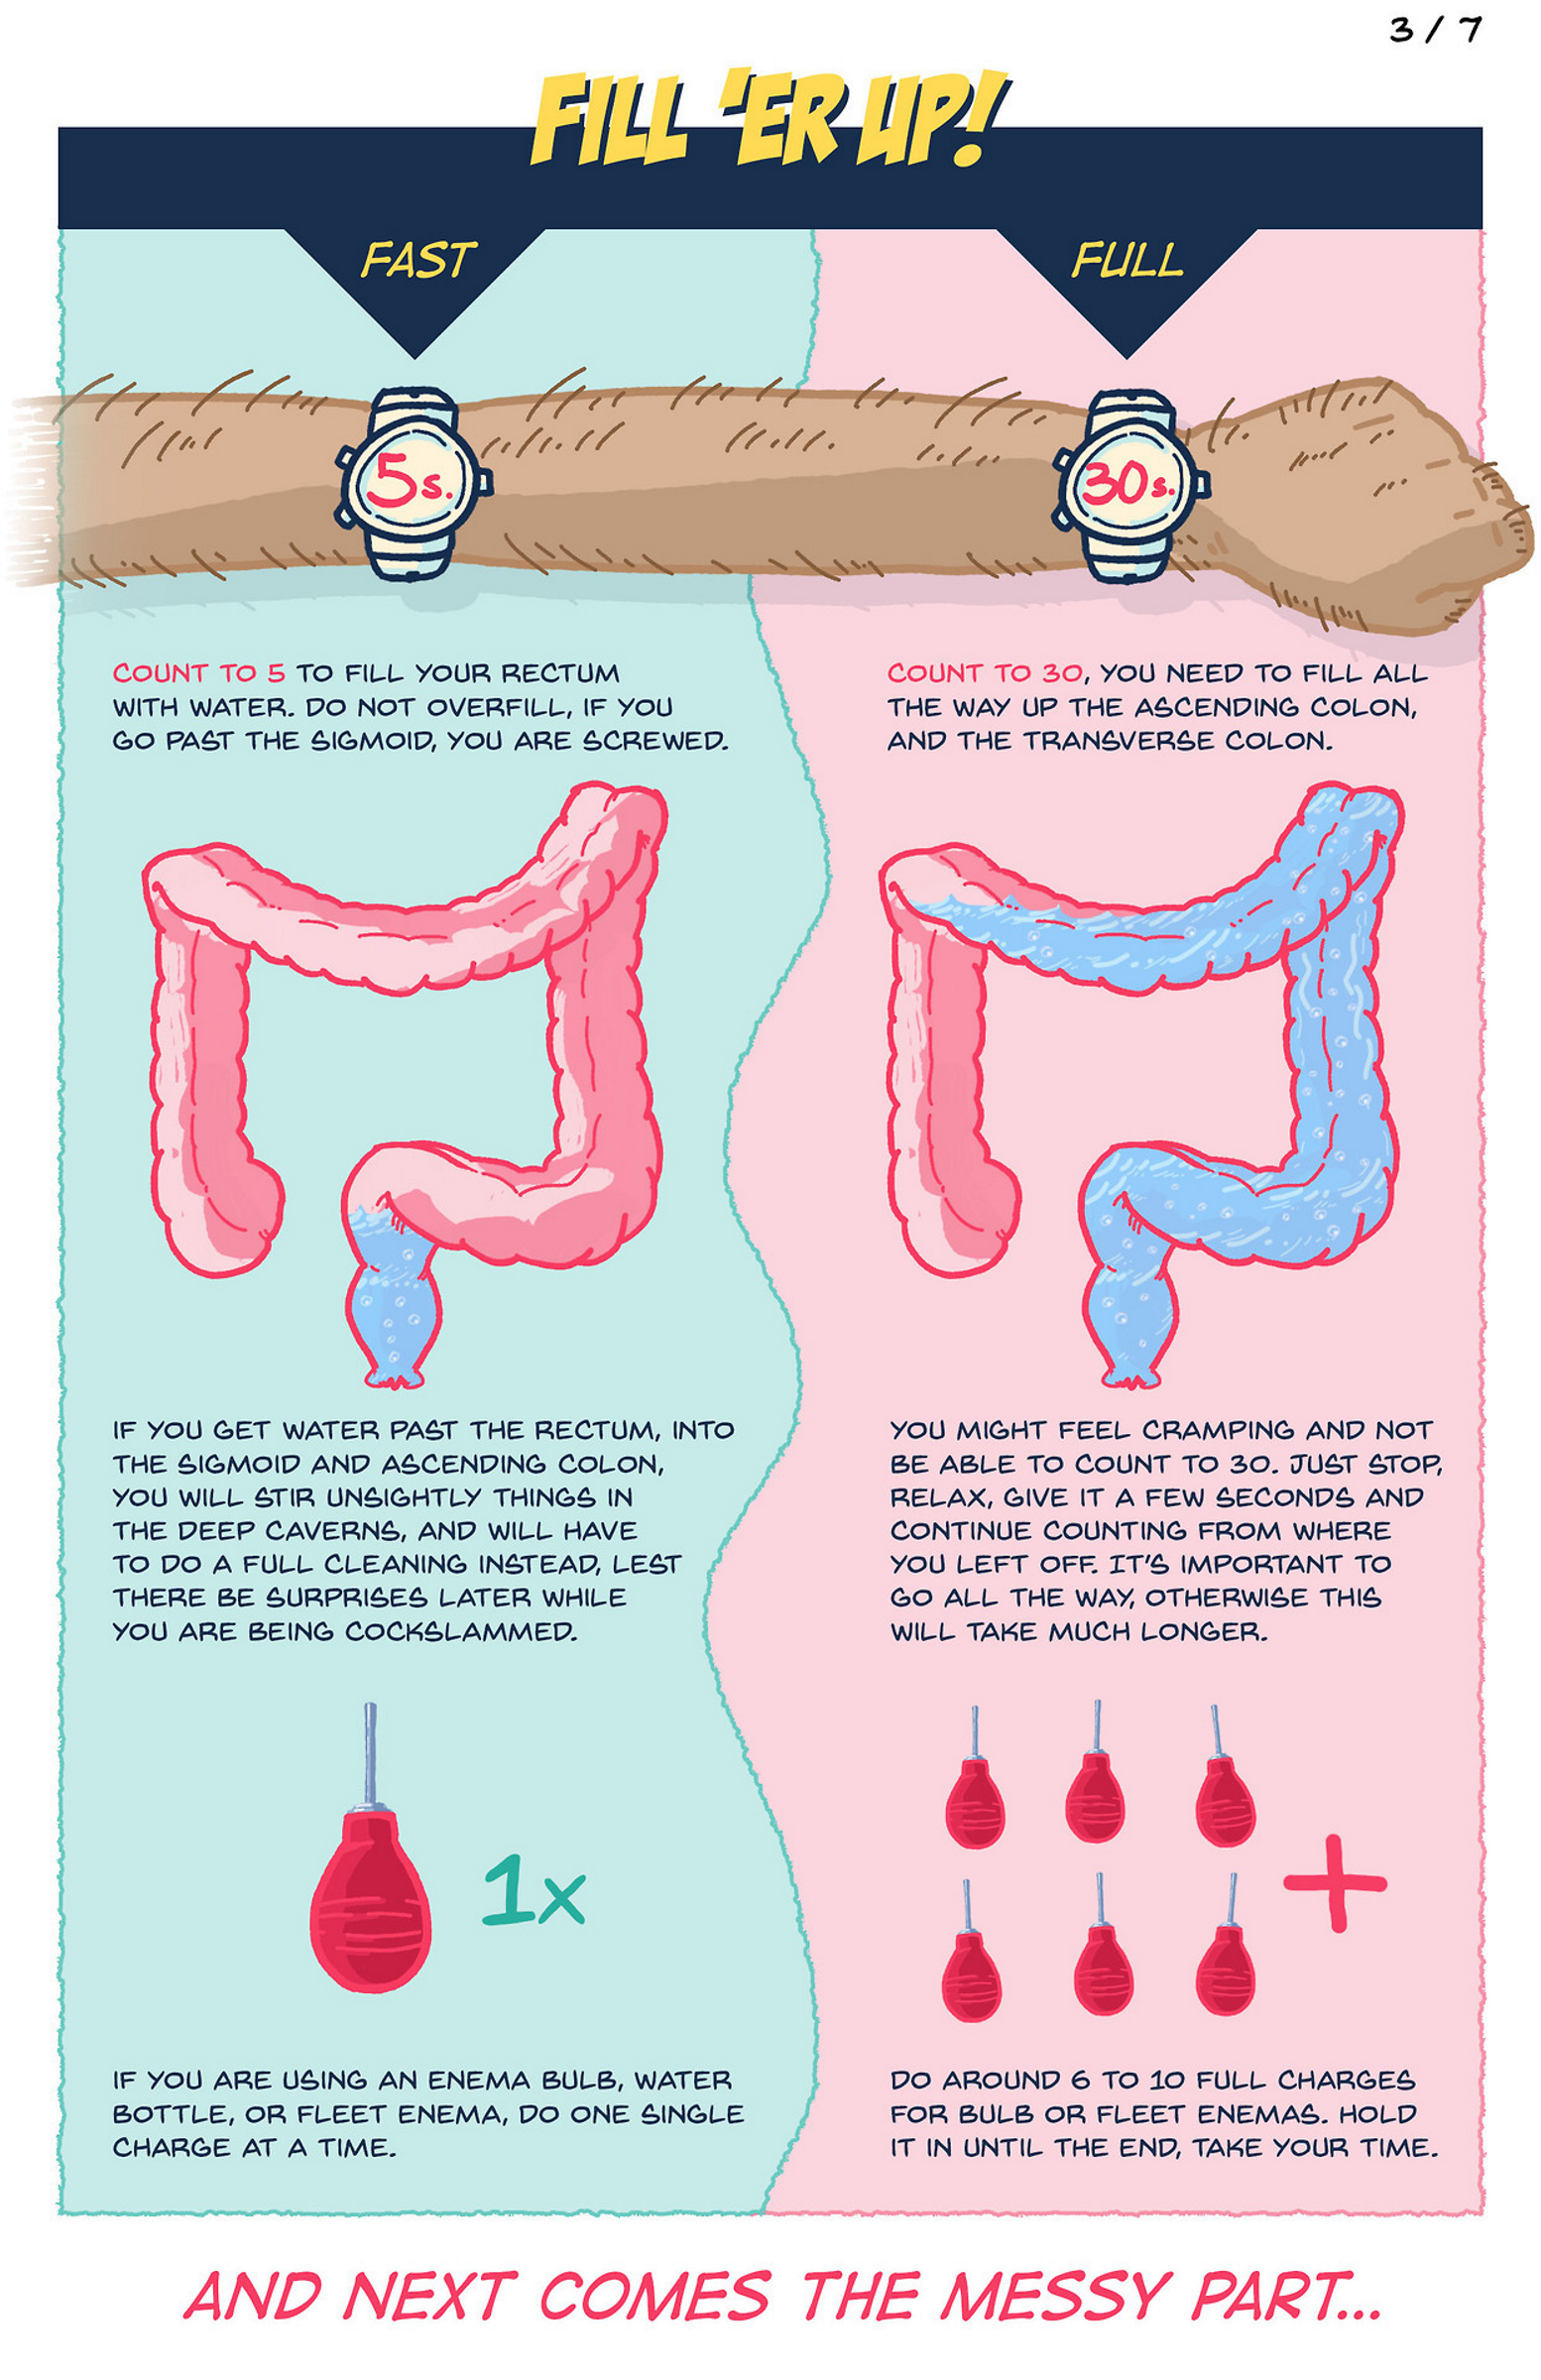 3 / 7
FILL 'ER UP!
FAST
FULL
5s.
30s.
COUNT TO 5 TO FILL YOUR RECTUM
WITH WATER. DO NOT OVERFILL, IF YOU
GO PAST THE SIGMOID, YOU ARE SCREWED.
COUNT TO 30, YOU NEED TO FILL ALL
THE WAY UP THE ASCENDING COLON,
AND THE TRANSVERSE COLON.
IF YOU GET WATER PAST THE RECTUM, INTO
THE SIGMOID AND ASCENDING COLON,
YOU WILL STIR UNSIGHTLY THINGS IN
THE DEEP CAVERNS, AND WILL HAVE
TO DO A FULL CLEANING INSTEAD, LEST
THERE BE SURPRISES LATER WHILE
YOU ARE BEING COCKSLAMMED.
YOU MIGHT FEEL CRAMPING AND NOT
BE ABLE TO COUNT TO 30. JUST STOP,
RELAX, GIVE IT A FEW SECONDS AND
CONTINUE COUNTING FROM WHERE
YOU LEFT OFF. IT'S IMPORTANT TO
GO ALL THE WAY, OTHERWISE THIS
WILL TAKE MUCH LONGER.
1x
+
IF YOU ARE USING AN ENEMA BULB, WATER
BOTTLE, OR FLEET ENEMA, DO ONE SINGLE
CHARGE AT A TIME.
DO AROUND 6 TO 10 FULL CHARGES
FOR BULB OR FLEET ENEMAS. HOLD
IT IN UNTIL THE END, TAKE YOUR TIME.
AND NEXT COMES THE MESSY PART...